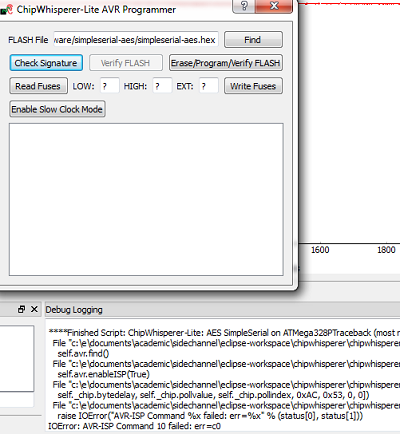 ChipWhisperer-Lite AVR Programmer
FLASH File ware/simpleserial-aes/simpleserial-aes.hex Find
Check Signature Verify FLASH Erase/Program/Verify FLASH
Read Fuses LOW: ? HIGH: ? EXT: ? Write Fuses
Enable Slow Clock Mode
1600 1800
Debug Logging
****Finished Script: ChipWhisperer-Lite: AES SimpleSerial on ATMega328PTraceback (most r
File "c:\e\documents\academic\sidechannel\eclipse-workspace\chipwhisperer\chipwhisper
self.avr.find()
File "c:\e\documents\academic\sidechannel\eclipse-workspace\chipwhisperer\chipwhisper
self.avr.enableISP(True)
File "c:\e\documents\academic\sidechannel\eclipse-workspace\chipwhisperer\chipwhisper
self._chip.bytedelay, self._chip.pollvalue, self._chip.pollindex, 0xAC, 0x53, 0, 0])
File "c:\e\documents\academic\sidechannel\eclipse-workspace\chipwhisperer\chipwhisper
raise IOError("AVR-ISP Command %x failed: err=%x" % (status[0], status[1]))
IOError: AVR-ISP Command 10 failed: err=c0